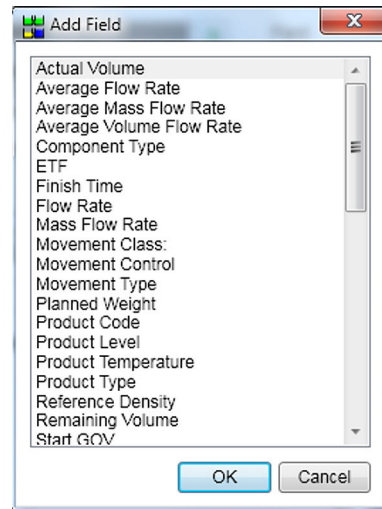 Add Field
Actual Volume
Average Flow Rate
Average Mass Flow Rate
Average Volume Flow Rate
Component Type
ETF
Finish Time
Flow Rate
Mass Flow Rate
Movement Class:
Movement Control
Movement Type
Planned Weight
Product Code
Product Level
Product Temperature
Product Type
Reference Density
Remaining Volume
Start GOV
OK
Cancel